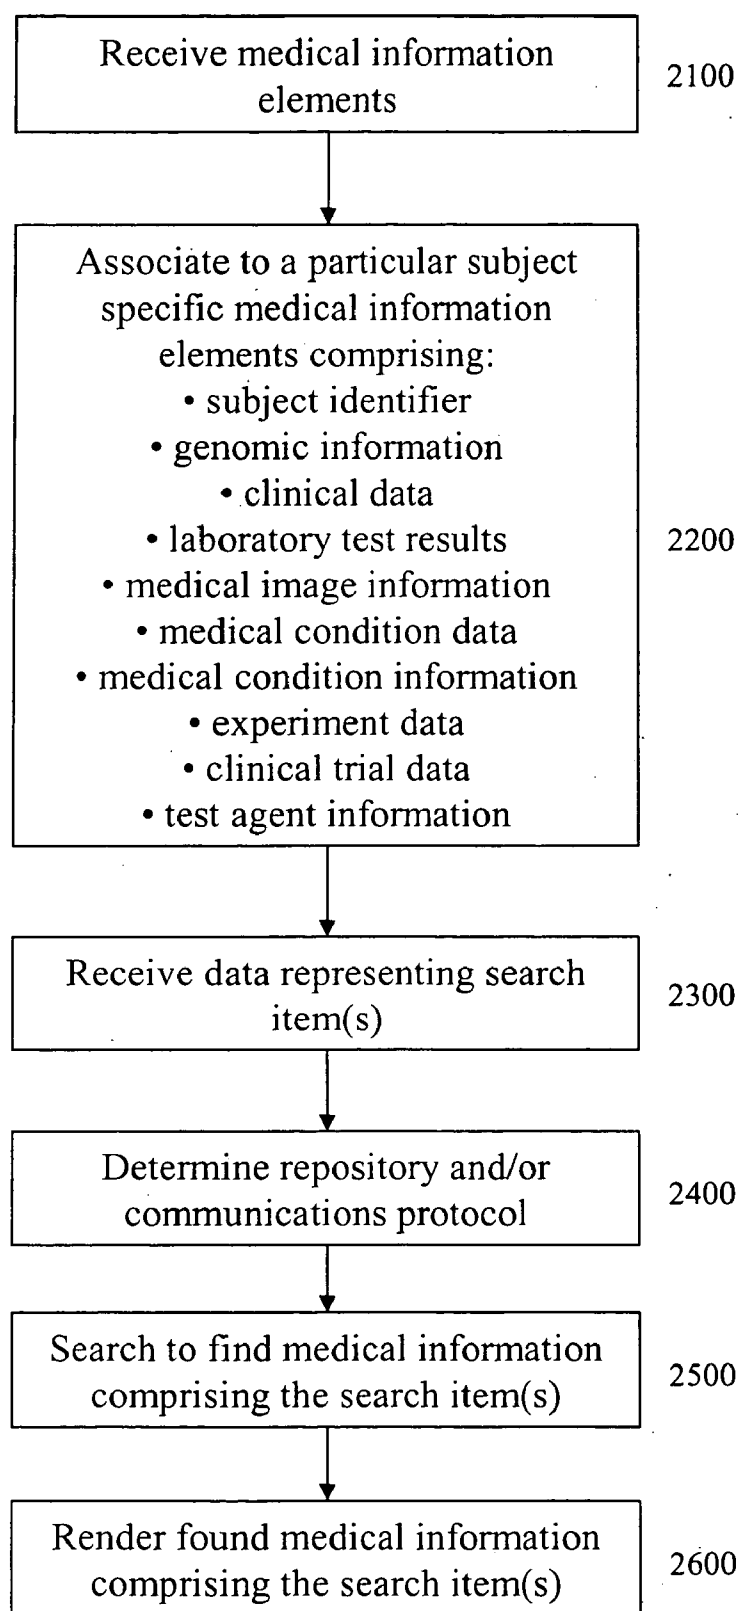 Receive medical information
elements
2100
Associate to a particular subject
specific medical information
elements comprising:
• subject identifier
• genomic information
• clinical data
• laboratory test results
• medical image information
• medical condition data
• medical condition information
• experiment data
• clinical trial data
• test agent information
2200
Receive data representing search
item(s)
2300
Determine repository and/or
communications protocol
2400
Search to find medical information
comprising the search item(s)
2500
Render found medical information
comprising the search item(s)
2600